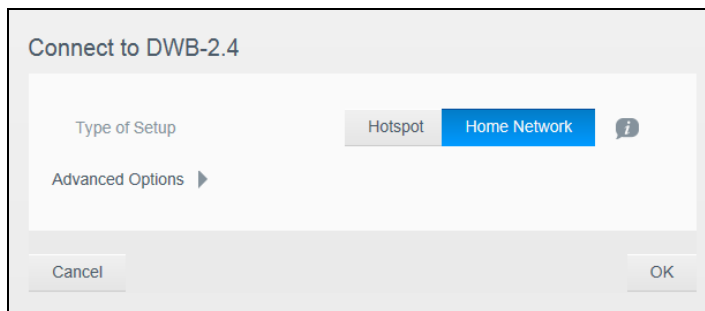 Connect to DWB-2.4
Type of Setup Hotspot Home Network i
Advanced Options
Cancel OK